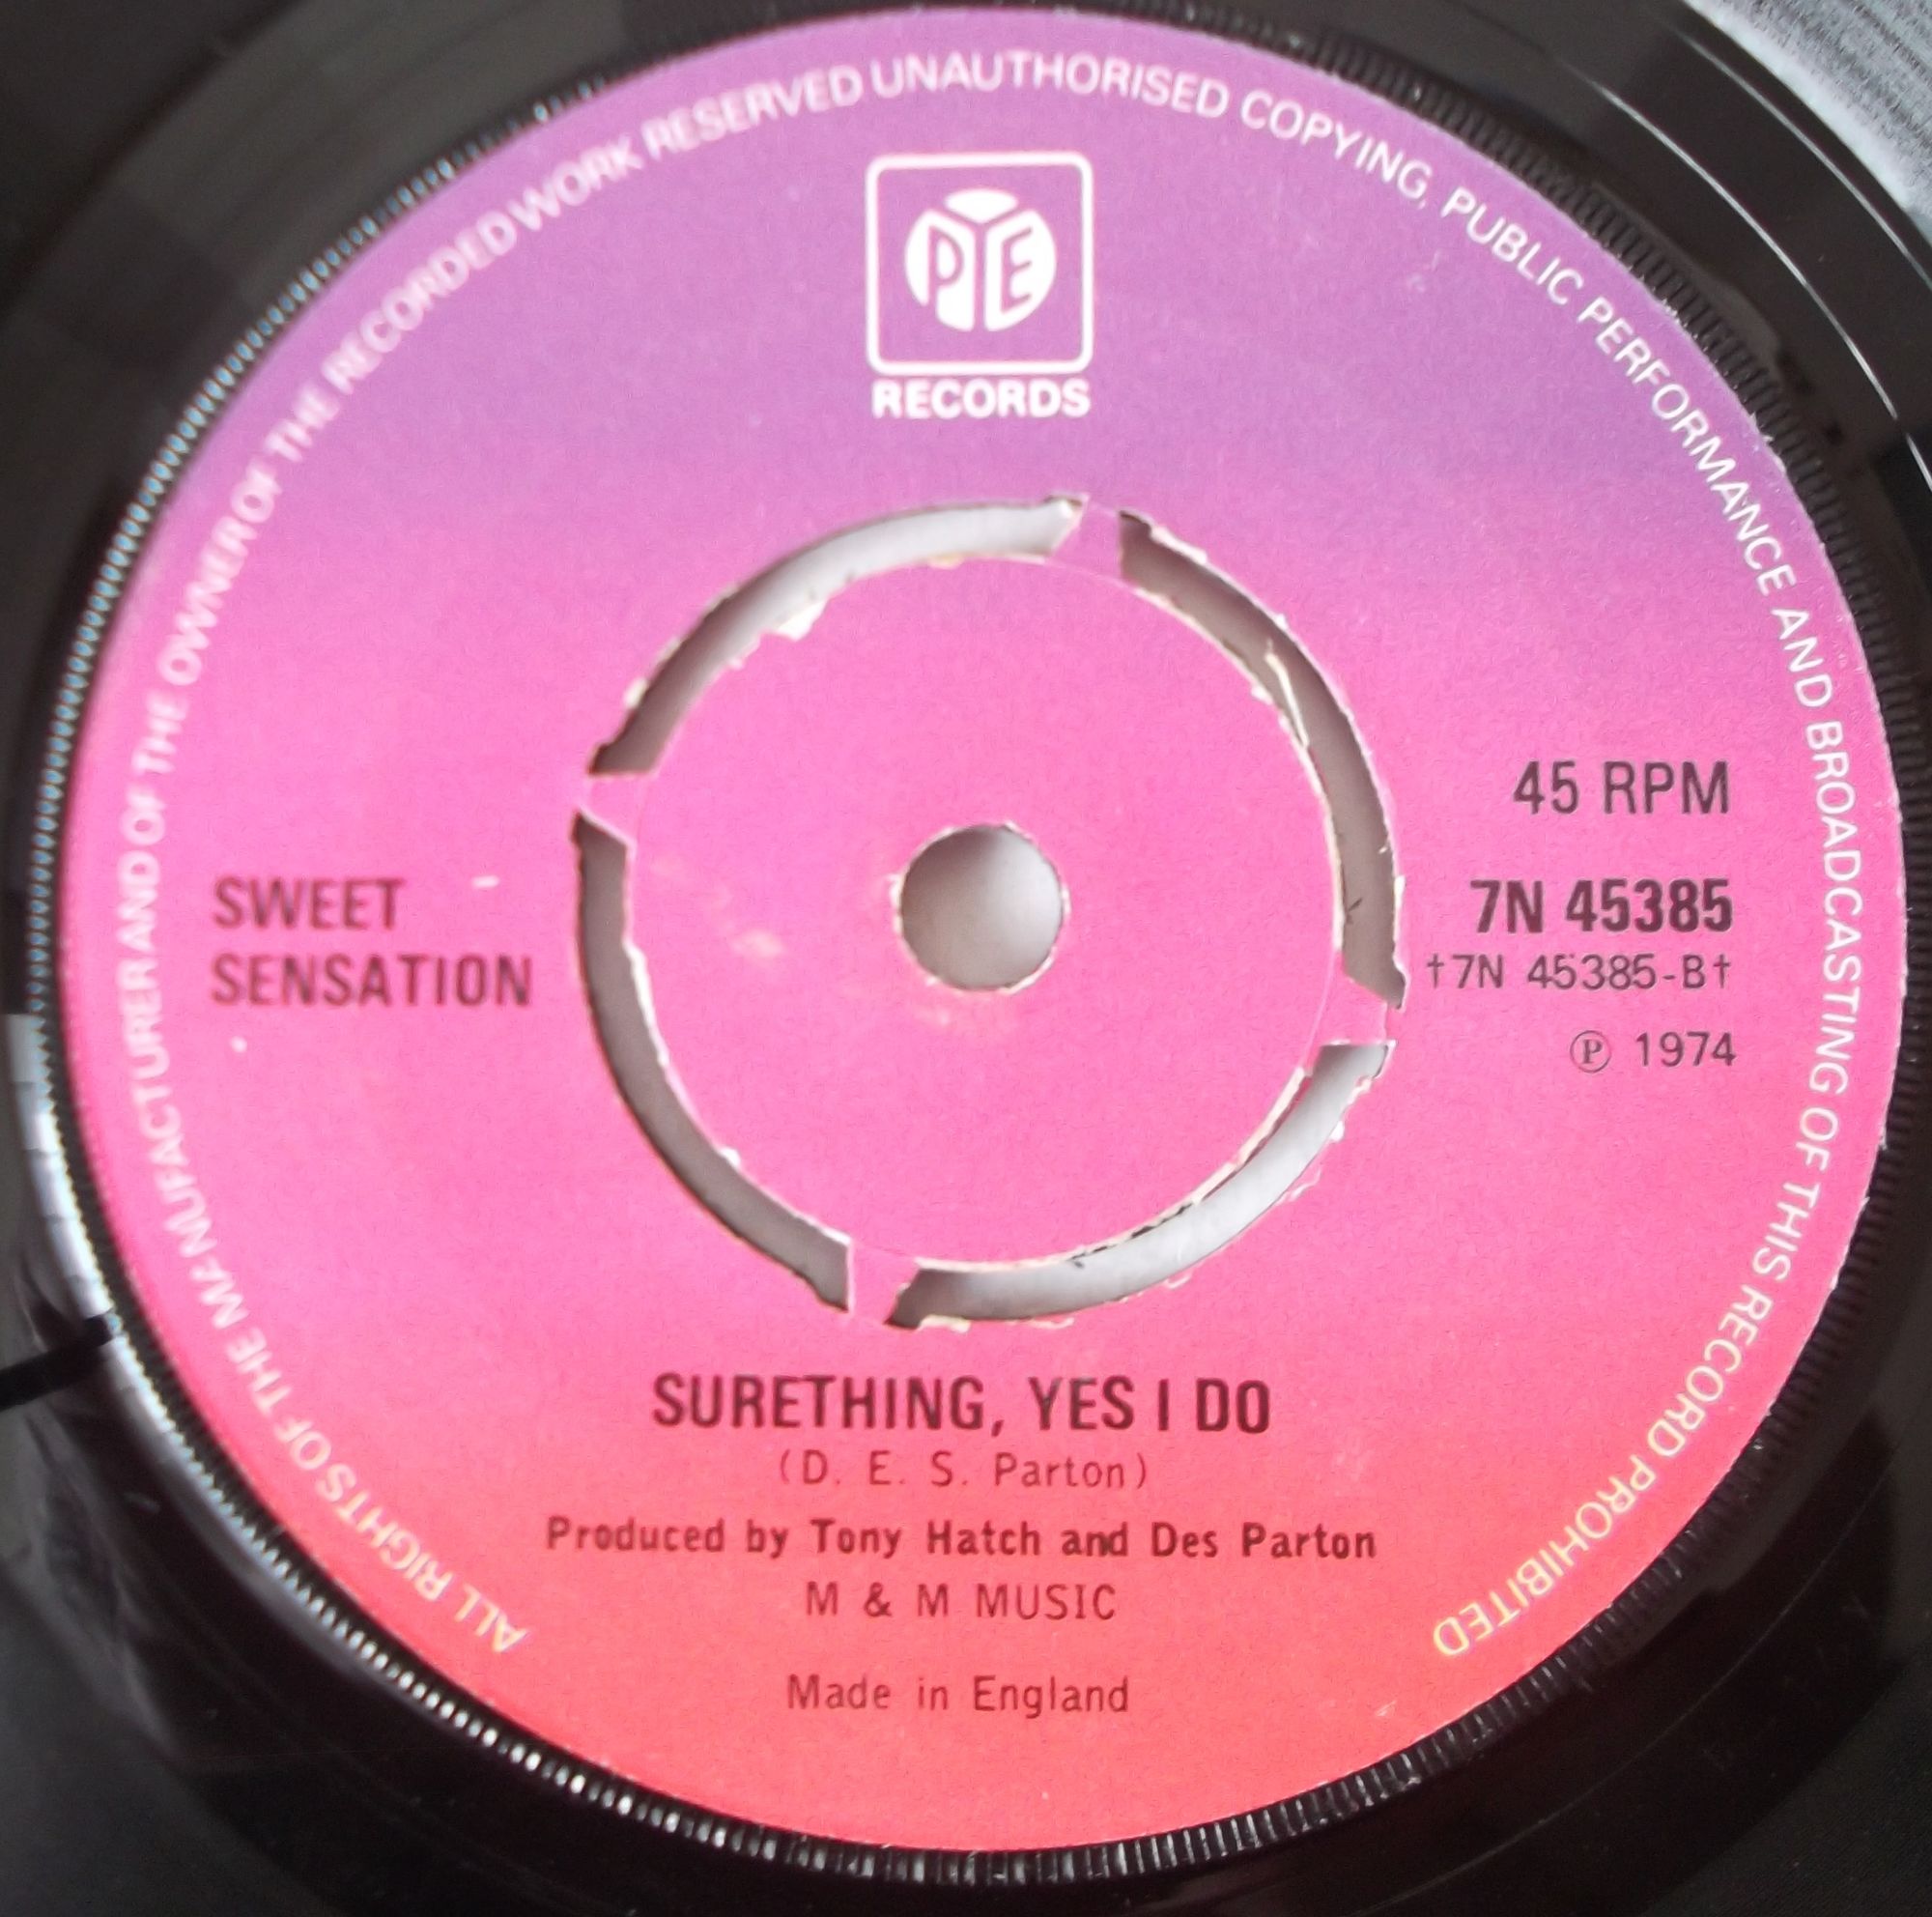 ALL RIGHTS OF THE MANUFACTURER AND OF THE OWNER OF THE RECORDED WORK RESERVED UNAUTHORISED COPYING, PUBLIC PERFORMANCE AND BROADCASTING OF THIS RECORD PROHIBITED
PYE
RECORDS
45 RPM
SWEET
SENSATION
7N 45385
†7N 45385-B†
Ⓟ 1974
SURETHING, YES I DO
(D. E. S. Parton)
Produced by Tony Hatch and Des Parton
M & M MUSIC
Made in England